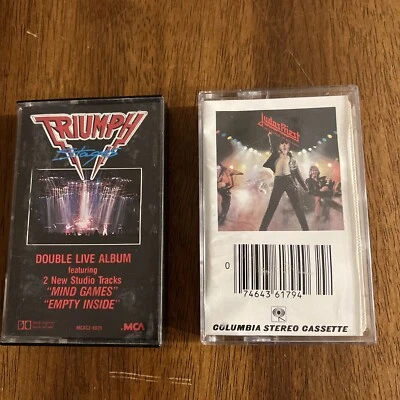 TRIUMPH
Stages
DOUBLE LIVE ALBUM
featuring
2 New Studio Tracks
"MIND GAMES"
"EMPTY INSIDE"
MCA
Judas Priest
0
74643 61794
COLUMBIA STEREO CASSETTE